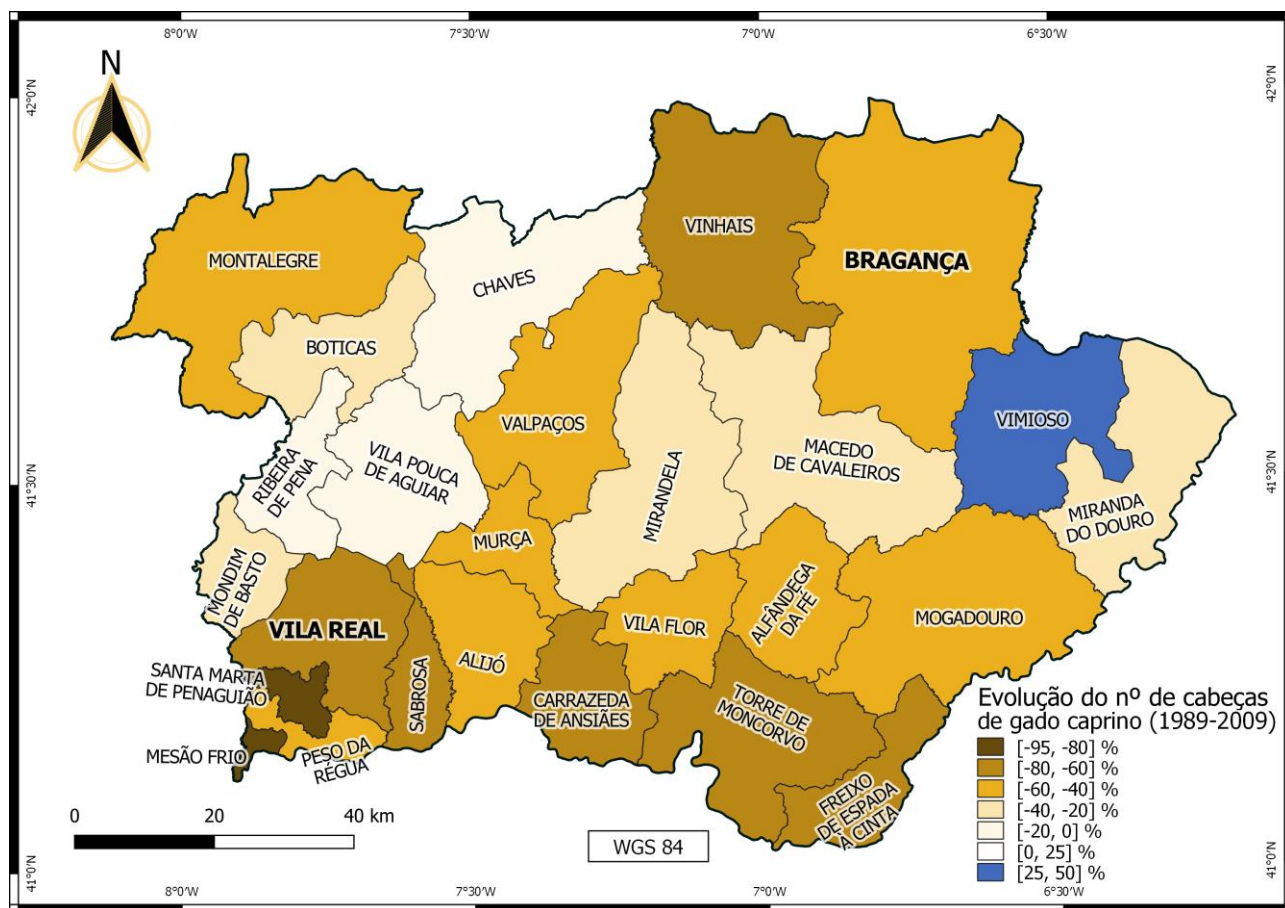 8°0'O 7°30'O 7°0'O 6°30'O
N
42°0'N 42°0'N
VINHAIS
BRAGANÇA
MONTALEGRE
CHAVES
BOTICAS
VIMIOSO
VALPAÇOS
MACEDO
DE CAVALEIROS
VILA POUCA
DE AGUIAR
RIBEIRA
DE PENA
MIRANDELA
41°30'N 41°30'N
MIRANDA
DO DOURO
MURÇA
MONDIM
DE BASTO
ALFÂNDEGA
DA FÉ
MOGADOURO
VILA REAL
VILA FLOR
ALIJÓ
SANTA MARTA
DE PENAGUIÃO
SABROSA
CARRAZEDA
DE ANSIÃES
TORRE DE
MONCORVO
MESÃO FRIO
PESO DA
RÉGUA
FREIXO
DE ESPADA
À CINTA
Evolução do nº de cabeças
de gado caprino (1989-2009)
[-95, -80] %
[-80, -60] %
[-60, -40] %
[-40, -20] %
[-20, 0] %
[0, 25] %
[25, 50] %
0 20 40 km
WGS 84
41°0'N 41°0'N
8°0'O 7°30'O 7°0'O 6°30'O